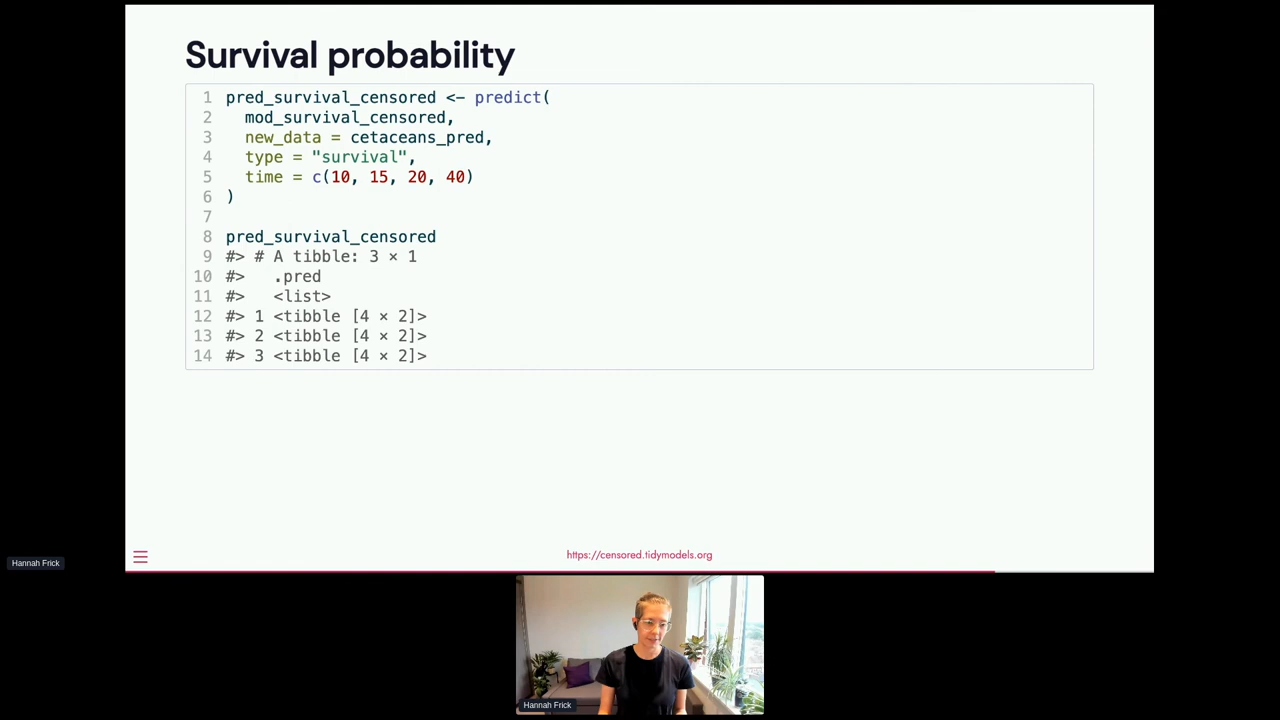 Survival probability
1 pred_survival_censored <- predict(
2   mod_survival_censored,
3   new_data = cetaceans_pred,
4   type = "survival",
5   time = c(10, 15, 20, 40)
6 )
7
8 pred_survival_censored
9 #> # A tibble: 3 × 1
10 #>   .pred
11 #>   <list>
12 #> 1 <tibble [4 × 2]>
13 #> 2 <tibble [4 × 2]>
14 #> 3 <tibble [4 × 2]>
https://censored.tidymodels.org
Hannah Frick
Hannah Frick